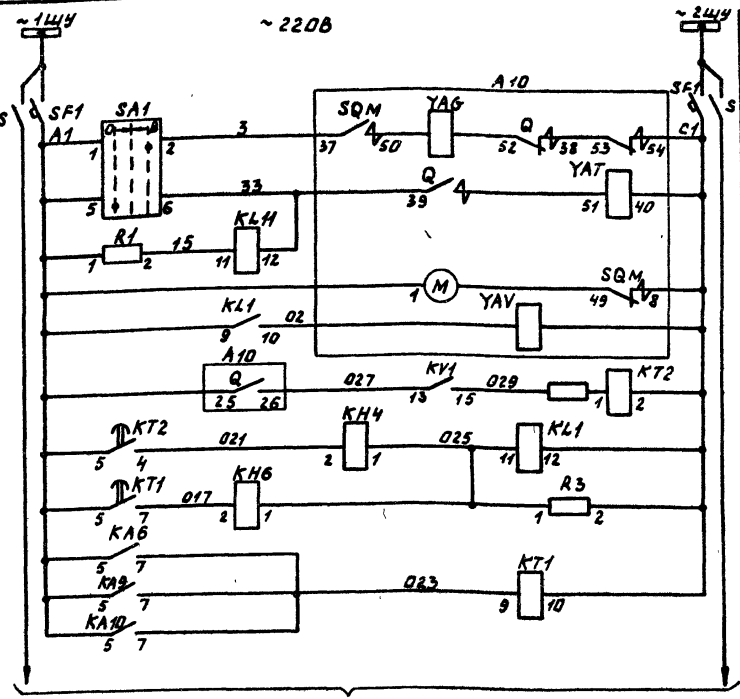 ~1ЩУ ~220В ~2ЩУ
A10
S SF1 SA1 SQM YAG SF1 S
A1 0 В 3 Q C1
1 2 37 50 52 38 53 54
33 Q YAT
5 6 39 51 40
R1 15 KL11
1 2 11 12
M SQM
1 49 8
KL1 02 YAV
9 10
A10
Q 027 KV1 029 KT2
25 26 13 15 1 2
KT2 021 KH4 025 KL1
5 4 2 1 11 12
KT1 017 KH6 R3
5 7 2 1 1 2
KA6
5 7 KT1
KA9 023
5 7 9 10
KA10
5 7